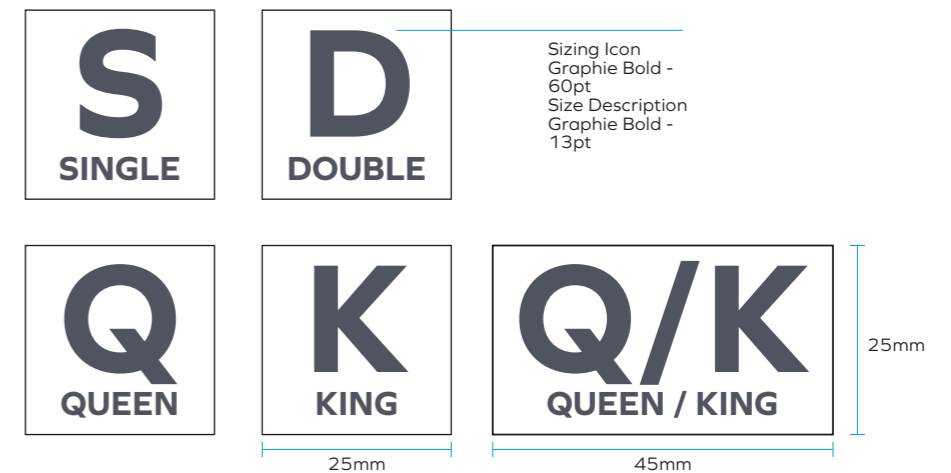 S
SINGLE
D
DOUBLE
Sizing Icon
Graphie Bold -
60pt
Size Description
Graphie Bold -
13pt
Q
QUEEN
K
KING
Q/K
QUEEN / KING
25mm
25mm
45mm